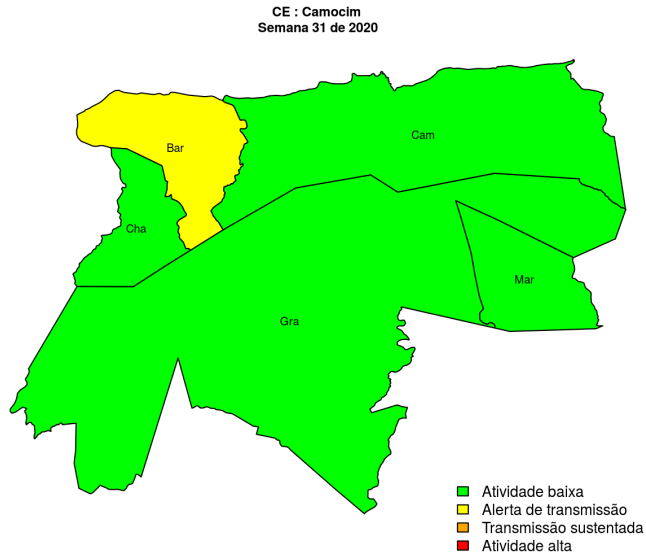 CE : Camocim
Semana 31 de 2020
Cam
Bar
Cha
Mar
Gra
Atividade baixa
Alerta de transmissão
Transmissão sustentada
Atividade alta